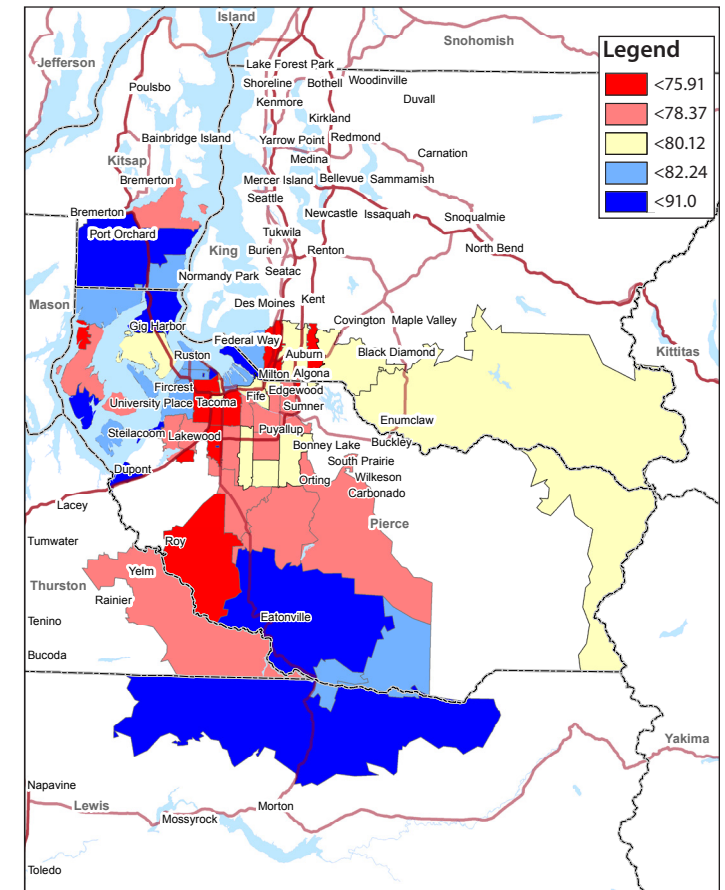 Island
Snohomish
Jefferson
Legend
<75.91
<78.37
<80.12
<82.24
<91.0
Lake Forest Park
Shoreline
Bothell
Woodinville
Poulsbo
Kenmore
Duvall
Kirkland
Bainbridge Island
Yarrow Point
Redmond
Kitsap
Medina
Carnation
Bremerton
Mercer Island
Bellevue
Sammamish
Seattle
Bremerton
Newcastle
Issaquah
Snoqualmie
Port Orchard
Tukwila
King
Burien
Renton
North Bend
Normandy Park
Seatac
Mason
Des Moines
Kent
Gig Harbor
Covington
Maple Valley
Federal Way
Kittitas
Ruston
Auburn
Black Diamond
Fircrest
Milton
Algona
University Place
Tacoma
Fife
Edgewood
Sumner
Enumclaw
Steilacoom
Lakewood
Puyallup
Bonney Lake
Buckley
Dupont
South Prairie
Wilkeson
Orting
Carbonado
Lacey
Pierce
Tumwater
Roy
Yelm
Thurston
Rainier
Tenino
Eatonville
Bucoda
Yakima
Napavine
Lewis
Morton
Mossyrock
Toledo